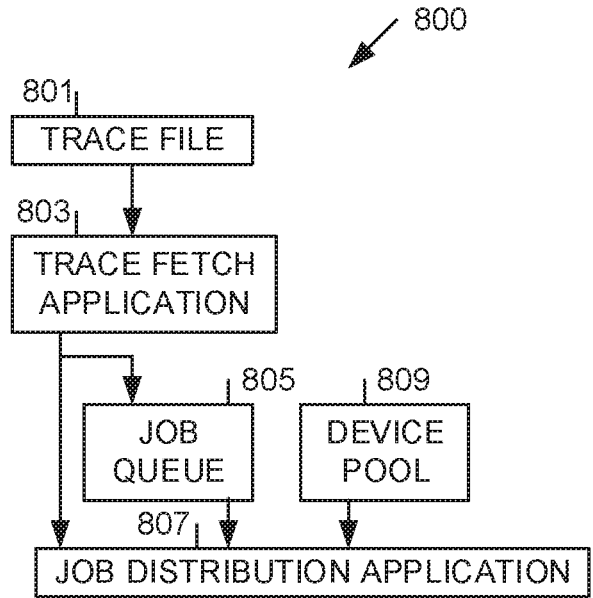 800
801
TRACE FILE
803
TRACE FETCH
APPLICATION
805
JOB
QUEUE
809
DEVICE
POOL
807
JOB DISTRIBUTION APPLICATION